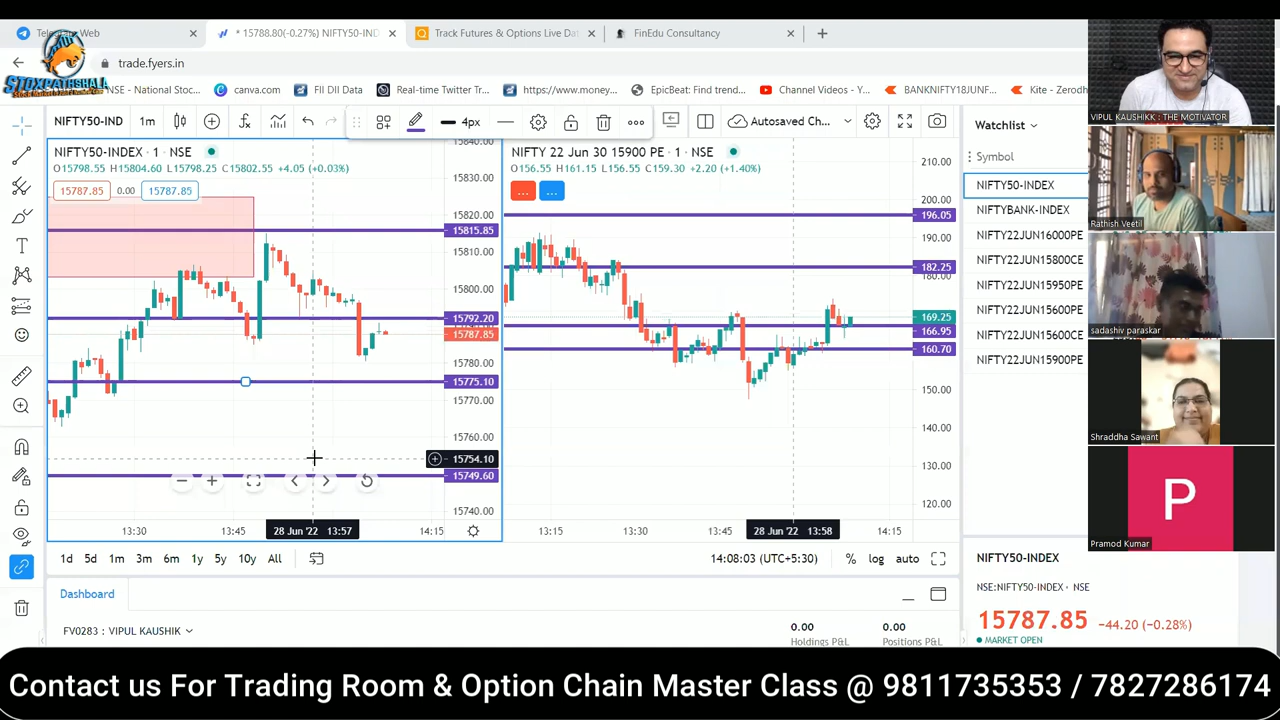 Telegram Web
* 15788.80(-0.27%) NIFTY50-IND
Track Futures & Options Live Dat
FinEdu Consultancy
trade.fyers.in
STOXPATHSHALA
NSE - National Stoc...
canva.com
FII DII Data
Real-time Twitter Tr...
https://www.money...
EpicBeat: Find trend...
Channel Videos - Y...
BANKNIFTY18JUNF...
Kite - Zerodh
NIFTY50-IND
1m
4px
Autosaved Ch...
Watchlist
Symbol
NIFTY50-INDEX
NIFTYBANK-INDEX
NIFTY22JUN16000PE
NIFTY22JUN15800CE
NIFTY22JUN15950PE
NIFTY22JUN15600PE
NIFTY22JUN15600CE
NIFTY22JUN15900PE
NIFTY50-INDEX · 1 · NSE
O15798.55 H15804.60 L15798.25 C15802.55 +4.05 (+0.03%)
15787.85 0.00 15787.85
15840.00
15830.00
15820.00
15815.85
15810.00
15800.00
15792.20
15787.85
15780.00
15775.10
15770.00
15760.00
15754.10
15749.60
15740.00
13:30 13:45 28 Jun '22 13:57 14:15
NIFTY 22 Jun 30 15900 PE · 1 · NSE
O156.55 H161.15 L156.55 C159.30 +2.20 (+1.40%)
... ...
210.00
200.00
196.05
190.00
182.25
180.00
169.25
166.95
160.70
150.00
140.00
130.00
120.00
13:15 13:30 13:45 28 Jun '22 13:58 14:15
1d 5d 1m 3m 6m 1y 5y 10y All
14:08:03 (UTC+5:30) % log auto
Dashboard
FV0283 : VIPUL KAUSHIK
0.00 0.00
Holdings P&L Positions P&L
NIFTY50-INDEX
NSE:NIFTY50-INDEX · NSE
15787.85 −44.20 (−0.28%)
MARKET OPEN
VIPUL KAUSHIKK : THE MOTIVATOR
Rathish Veetil
sadashiv paraskar
Shraddha Sawant
P
Pramod Kumar
Contact us For Trading Room & Option Chain Master Class @ 9811735353 / 7827286174